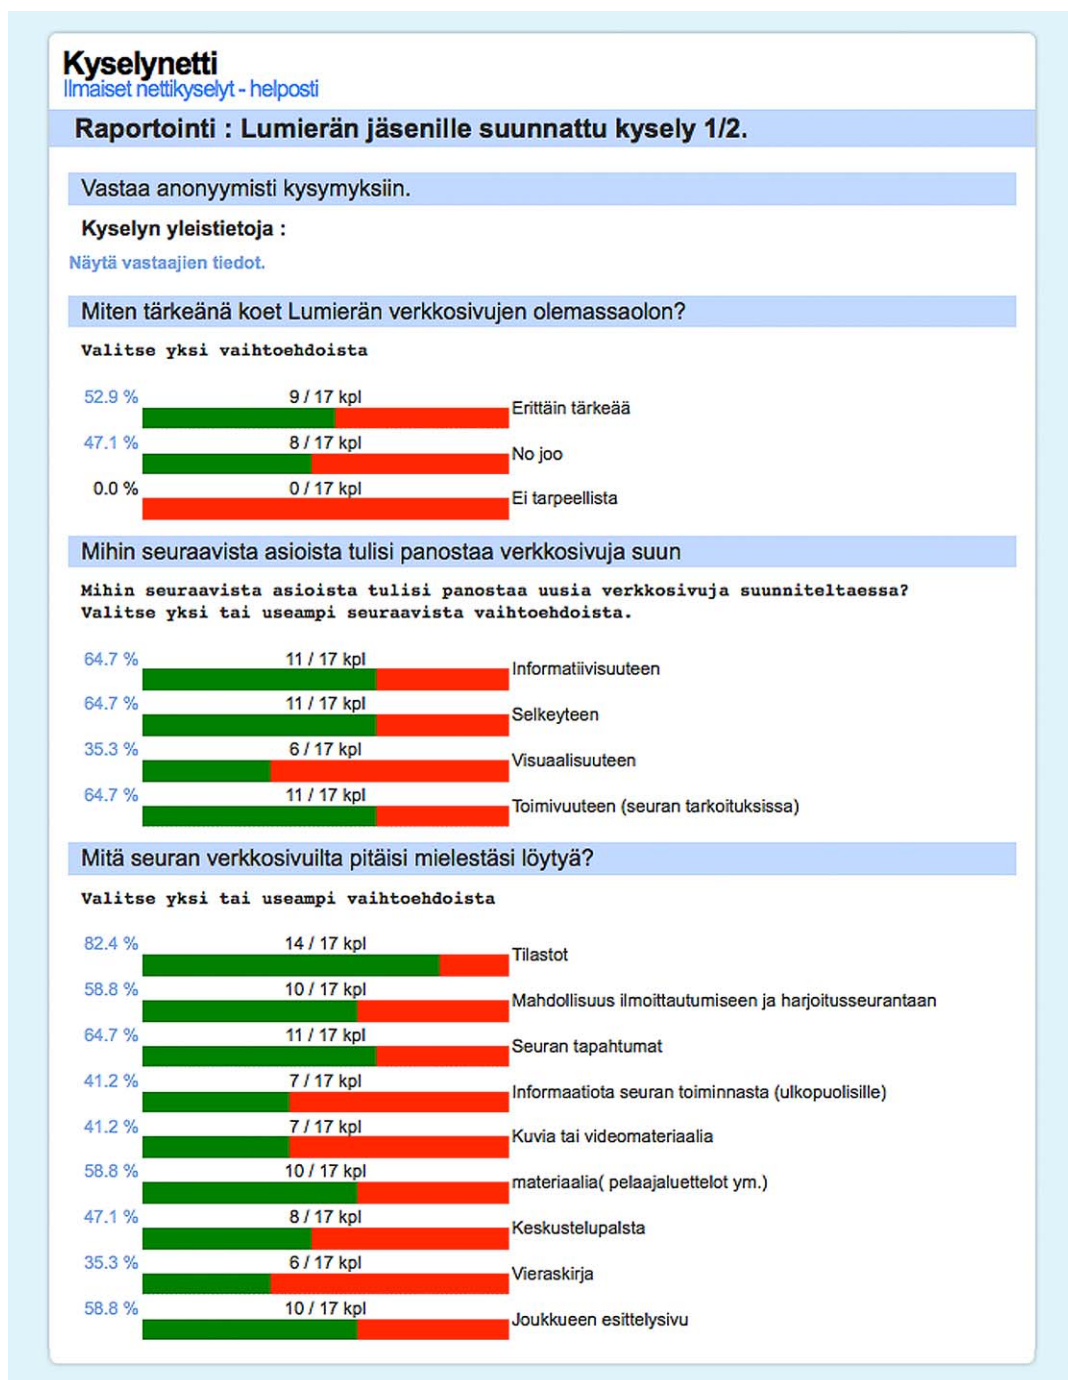 Kyselynetti
Ilmaiset nettikyselyt - helposti
Raportointi : Lumierän jäsenille suunnattu kysely 1/2.
Vastaa anonyymisti kysymyksiin.
Kyselyn yleistietoja :
Näytä vastaajien tiedot.
Miten tärkeänä koet Lumierän verkkosivujen olemassaolon?
Valitse yksi vaihtoehdoista
52.9 % 9 / 17 kpl Erittäin tärkeää
47.1 % 8 / 17 kpl No joo
0.0 % 0 / 17 kpl Ei tarpeellista
Mihin seuraavista asioista tulisi panostaa verkkosivuja suun
Mihin seuraavista asioista tulisi panostaa uusia verkkosivuja suunniteltaessa?
Valitse yksi tai useampi seuraavista vaihtoehdoista.
64.7 % 11 / 17 kpl Informatiivisuuteen
64.7 % 11 / 17 kpl Selkeyteen
35.3 % 6 / 17 kpl Visuaalisuuteen
64.7 % 11 / 17 kpl Toimivuuteen (seuran tarkoituksissa)
Mitä seuran verkkosivuilta pitäisi mielestäsi löytyä?
Valitse yksi tai useampi vaihtoehdoista
82.4 % 14 / 17 kpl Tilastot
58.8 % 10 / 17 kpl Mahdollisuus ilmoittautumiseen ja harjoitusseurantaan
64.7 % 11 / 17 kpl Seuran tapahtumat
41.2 % 7 / 17 kpl Informaatiota seuran toiminnasta (ulkopuolisille)
41.2 % 7 / 17 kpl Kuvia tai videomateriaalia
58.8 % 10 / 17 kpl materiaalia( pelaajaluettelot ym.)
47.1 % 8 / 17 kpl Keskustelupalsta
35.3 % 6 / 17 kpl Vieraskirja
58.8 % 10 / 17 kpl Joukkueen esittelysivu